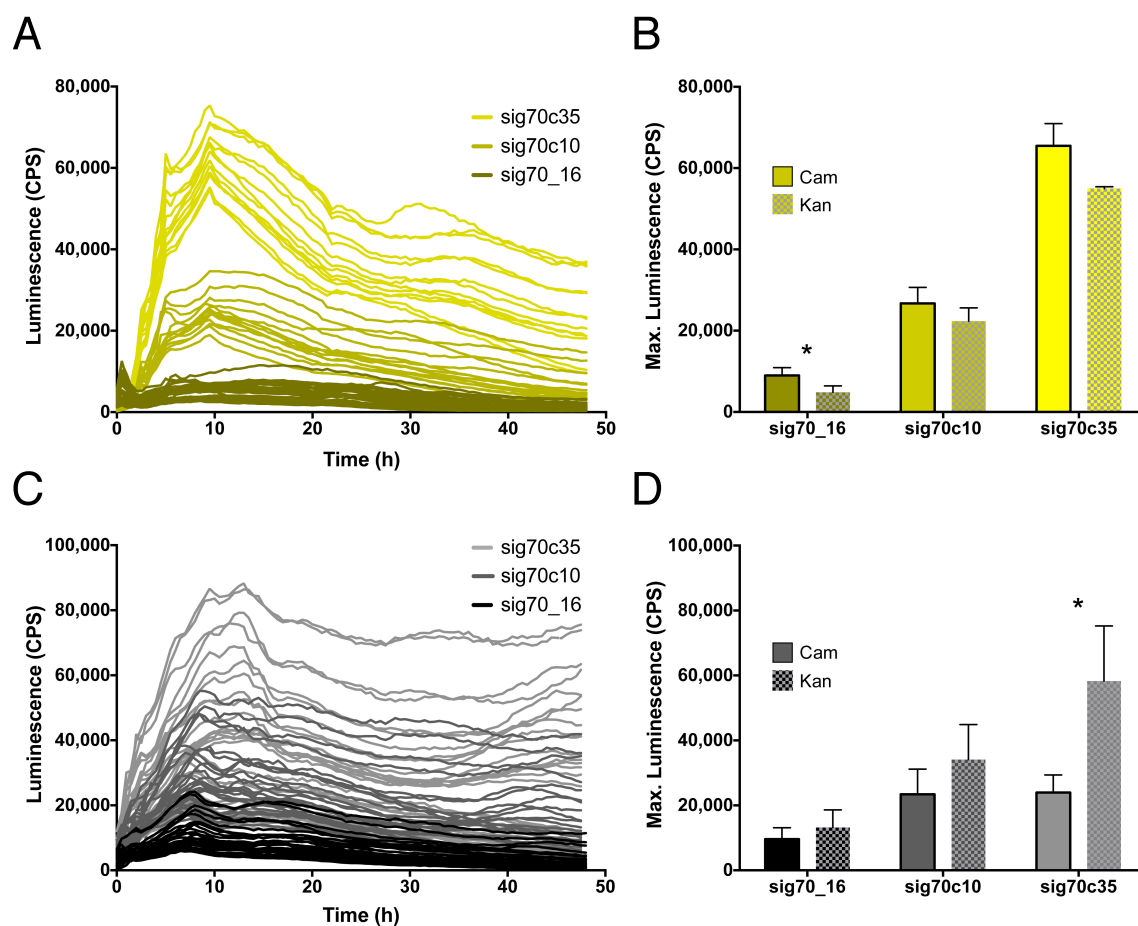 A
Luminescence (CPS)
80,000
60,000
40,000
20,000
0
0 10 20 30 40 50
Time (h)
sig70c35
sig70c10
sig70_16
B
Max. Luminescence (CPS)
80,000
60,000
40,000
20,000
0
Cam
Kan
*
sig70_16 sig70c10 sig70c35
C
Luminescence (CPS)
100,000
80,000
60,000
40,000
20,000
0
0 10 20 30 40 50
Time (h)
sig70c35
sig70c10
sig70_16
D
Max. Luminescence (CPS)
100,000
80,000
60,000
40,000
20,000
0
Cam
Kan
*
sig70_16 sig70c10 sig70c35